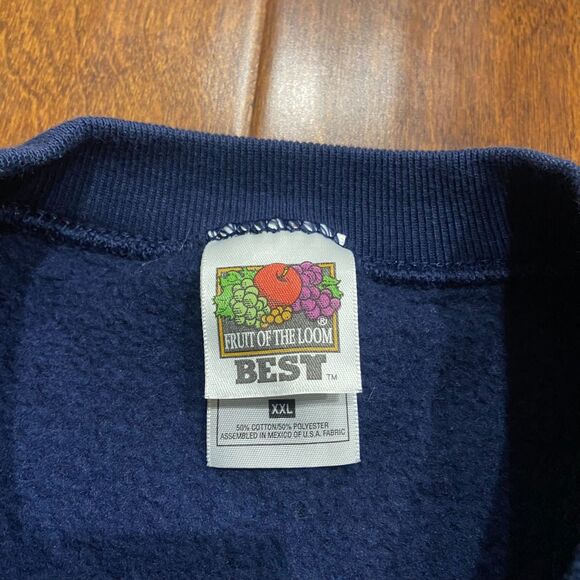 ®
FRUIT OF THE LOOM
BEST™
XXL
50% COTTON/50% POLYESTER
ASSEMBLED IN MEXICO OF U.S.A. FABRIC